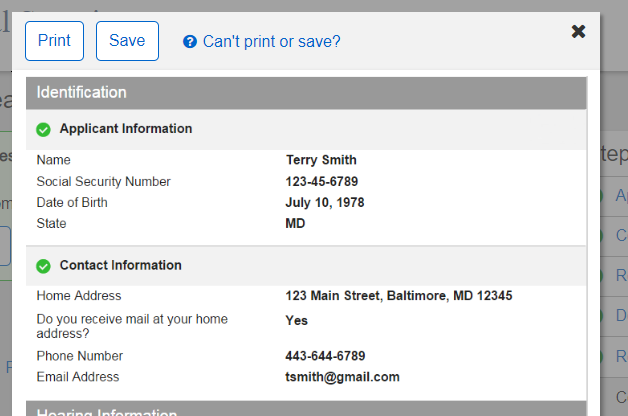 Print Save Can't print or save?
Identification
Applicant Information
Name Terry Smith
Social Security Number 123-45-6789
Date of Birth July 10, 1978
State MD
Contact Information
Home Address 123 Main Street, Baltimore, MD 12345
Do you receive mail at your home Yes
address?
Phone Number 443-644-6789
Email Address tsmith@gmail.com
Hearing Information